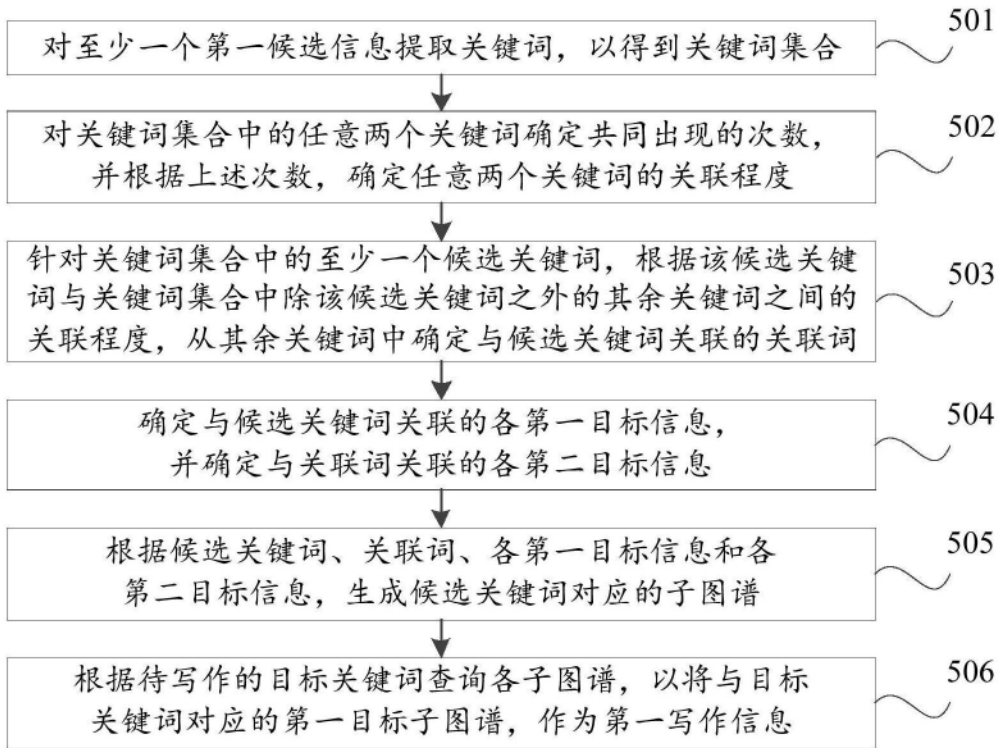 对至少一个第一候选信息提取关键词，以得到关键词集合
501
对关键词集合中的任意两个关键词确定共同出现的次数，
并根据上述次数，确定任意两个关键词的关联程度
502
针对关键词集合中的至少一个候选关键词，根据该候选关键
词与关键词集合中除该候选关键词之外的其余关键词之间的
关联程度，从其余关键词中确定与候选关键词关联的关联词
503
确定与候选关键词关联的各第一目标信息，
并确定与关联词关联的各第二目标信息
504
根据候选关键词、关联词、各第一目标信息和各
第二目标信息，生成候选关键词对应的子图谱
505
根据待写作的目标关键词查询各子图谱，以将与目标
关键词对应的第一目标子图谱，作为第一写作信息
506